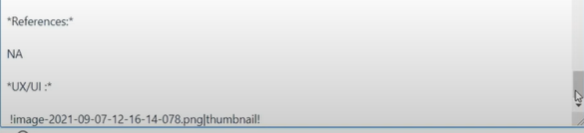 *References:*
NA
*UX/UI :*
!image-2021-09-07-12-16-14-078.png|thumbnail!